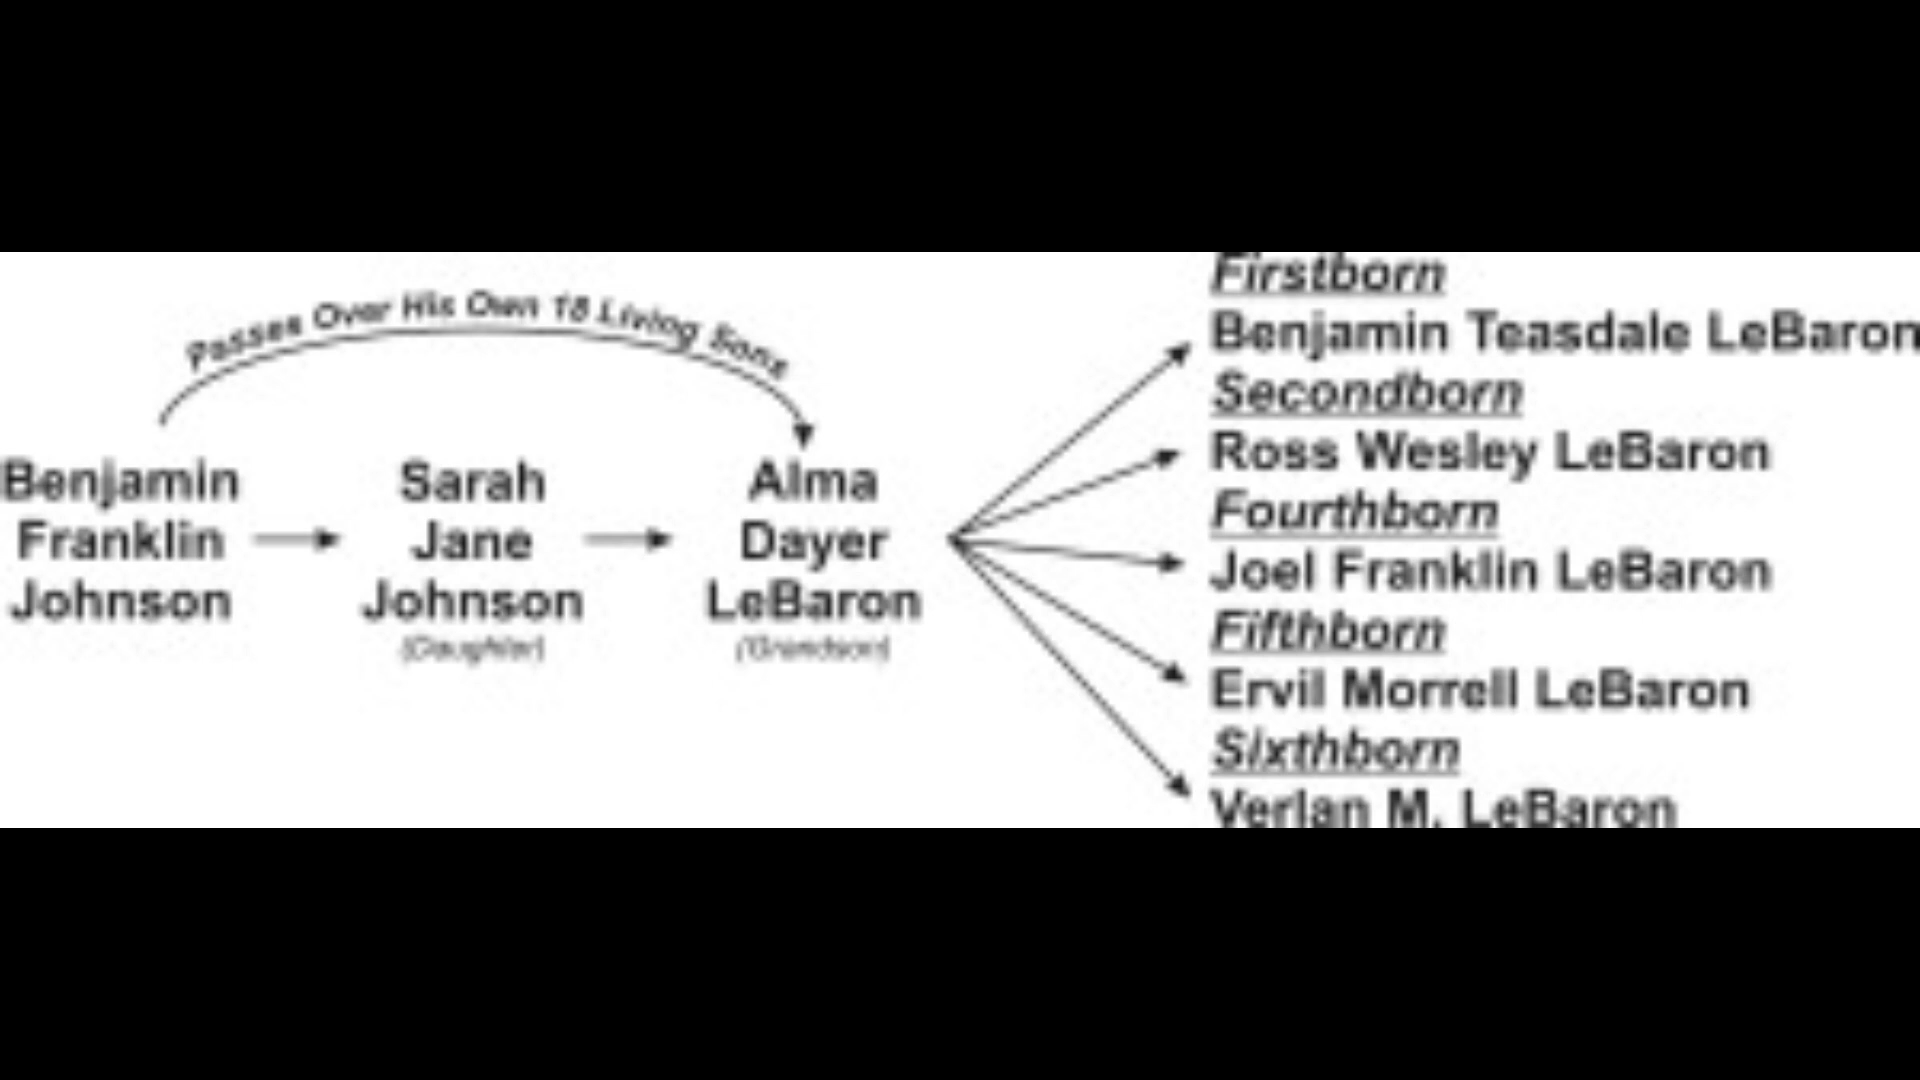 Passes Over His Own 18 Living Sons
Benjamin
Franklin
Johnson
Sarah
Jane
Johnson
(Daughter)
Alma
Dayer
LeBaron
(Grandson)
Firstborn
Benjamin Teasdale LeBaron
Secondborn
Ross Wesley LeBaron
Fourthborn
Joel Franklin LeBaron
Fifthborn
Ervil Morrell LeBaron
Sixthborn
Verlan M. LeBaron